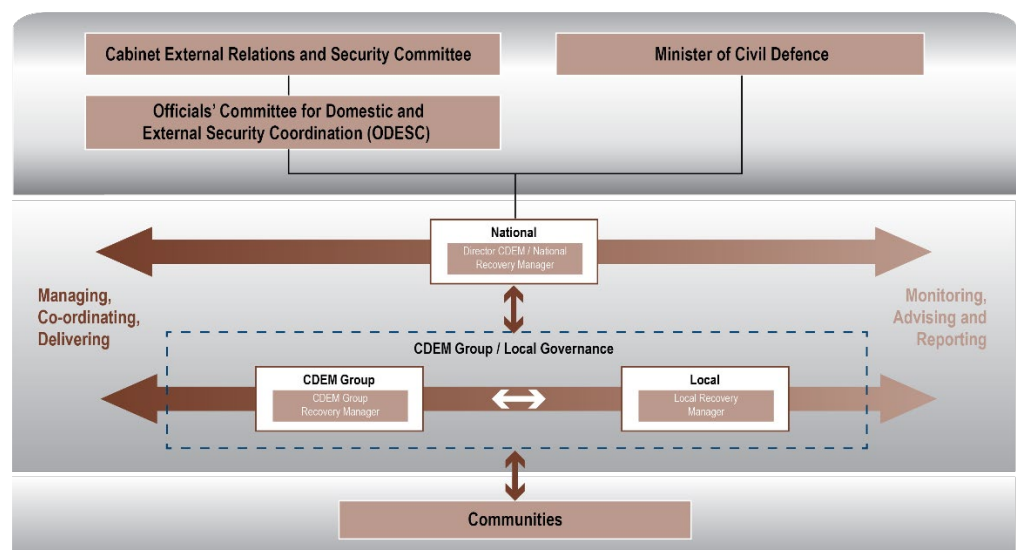 Cabinet External Relations and Security Committee
Minister of Civil Defence
Officials' Committee for Domestic and
External Security Coordination (ODESC)
National
Director CDEM / National
Recovery Manager
Managing,
Co-ordinating,
Delivering
Monitoring,
Advising and
Reporting
CDEM Group / Local Governance
CDEM Group
CDEM Group
Recovery Manager
Local
Local Recovery
Manager
Communities